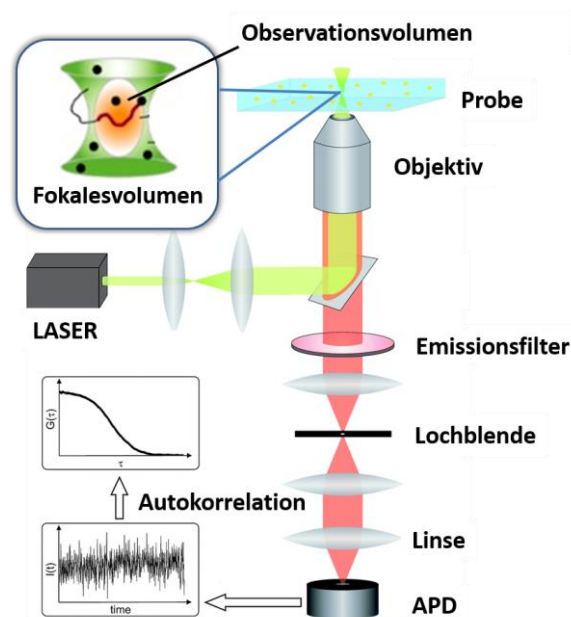 Observationsvolumen
Probe
Objektiv
Fokalesvolumen
LASER
Emissionsfilter
G(τ)
τ
Lochblende
Autokorrelation
I(t)
time
Linse
APD